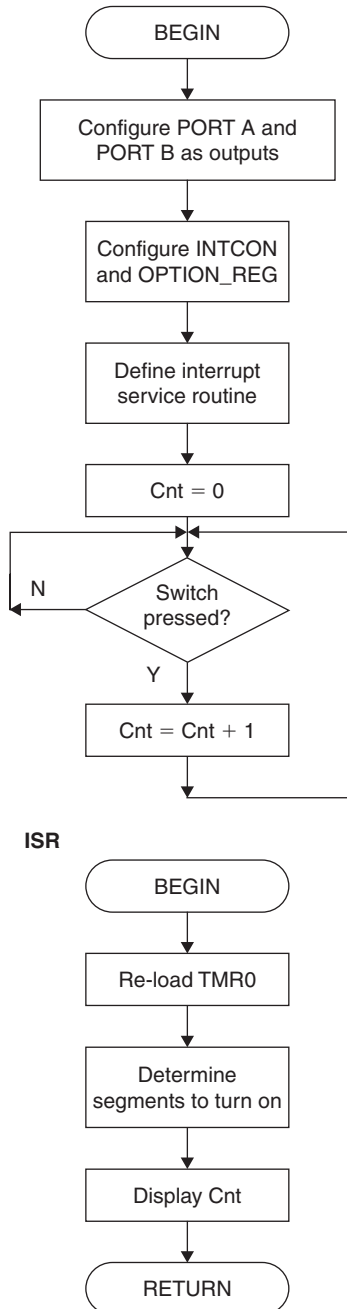 BEGIN
Configure PORT A and
PORT B as outputs
Configure INTCON
and OPTION_REG
Define interrupt
service routine
Cnt = 0
Switch
pressed?
N
Y
Cnt = Cnt + 1
ISR
BEGIN
Re-load TMR0
Determine
segments to turn on
Display Cnt
RETURN